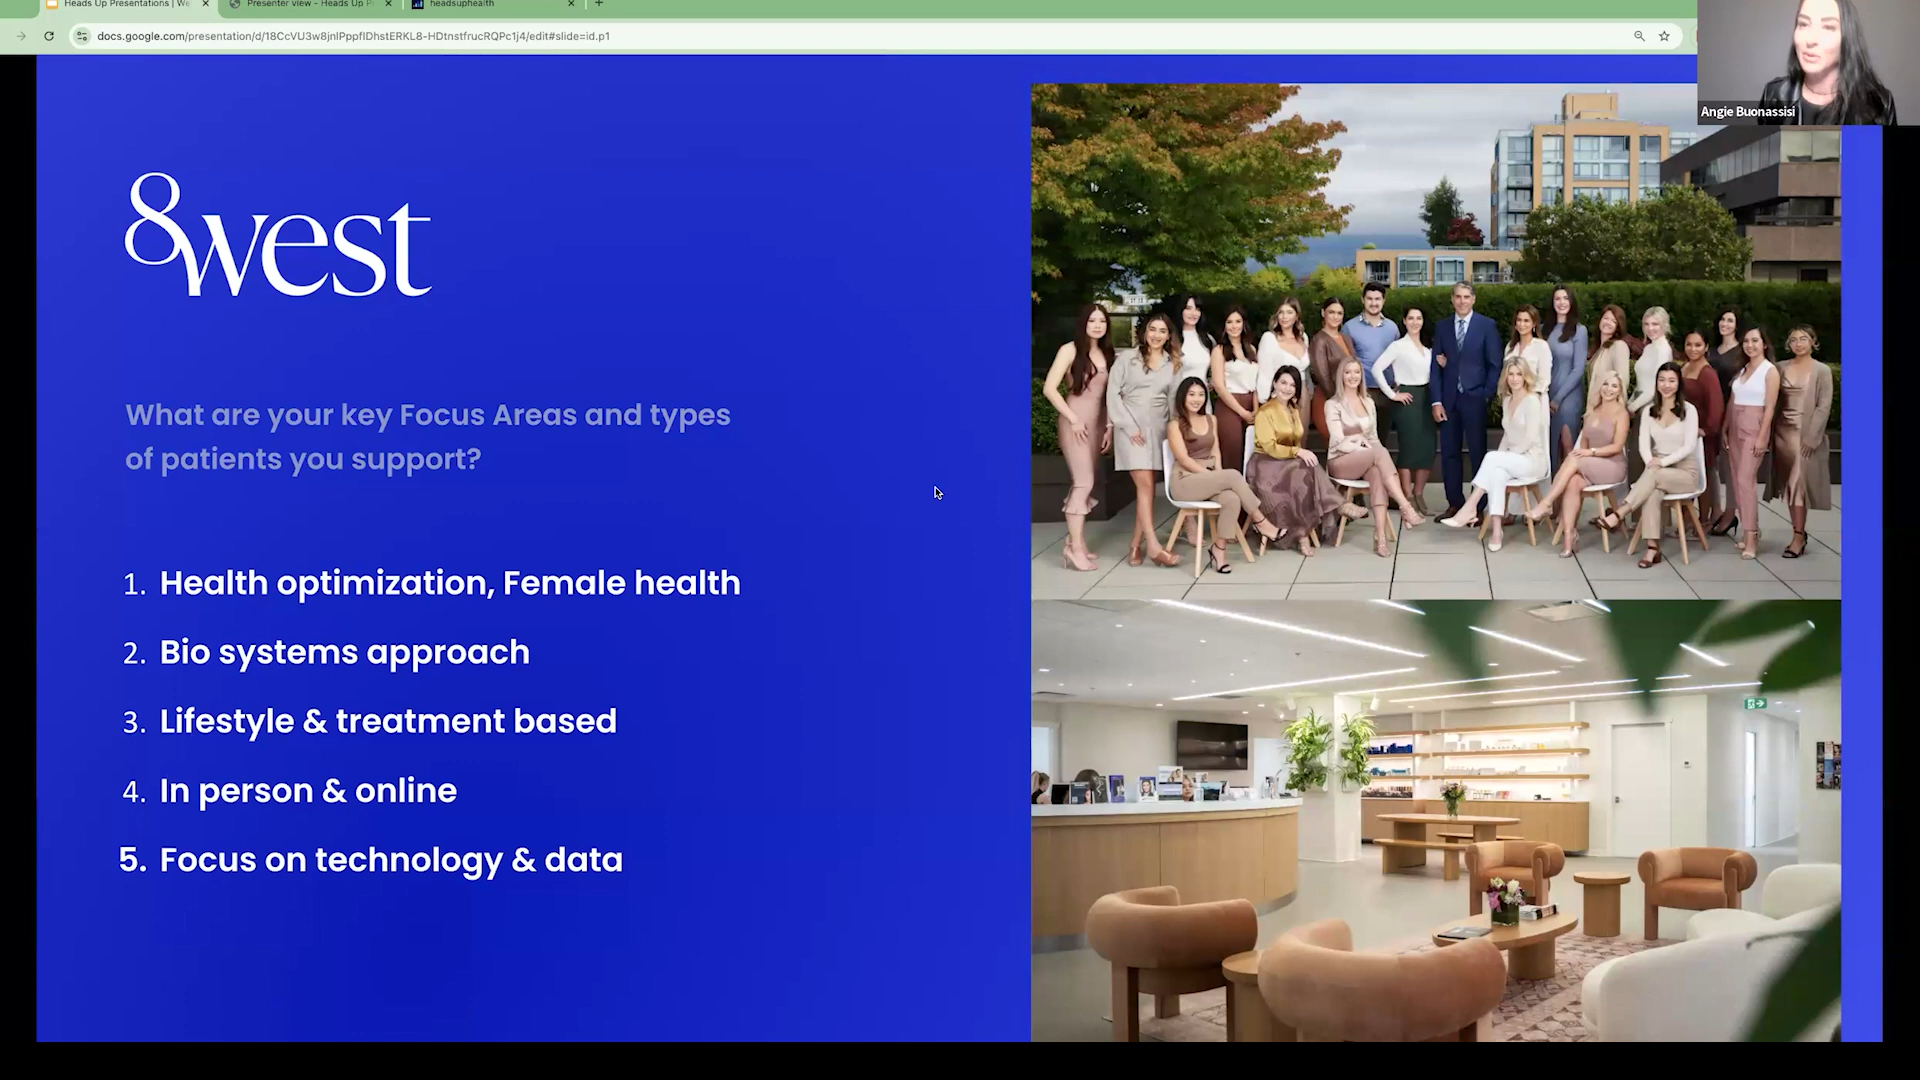 Heads Up Presentations | We
Presenter view - Heads Up P
headsuphealth
docs.google.com/presentation/d/18CcVU3w8jnlPppflDhstERKL8-HDtnstfrucRQPc1j4/edit#slide=id.p1
Angie Buonassisi
8west
What are your key Focus Areas and types
of patients you support?
1. Health optimization, Female health
2. Bio systems approach
3. Lifestyle & treatment based
4. In person & online
5. Focus on technology & data